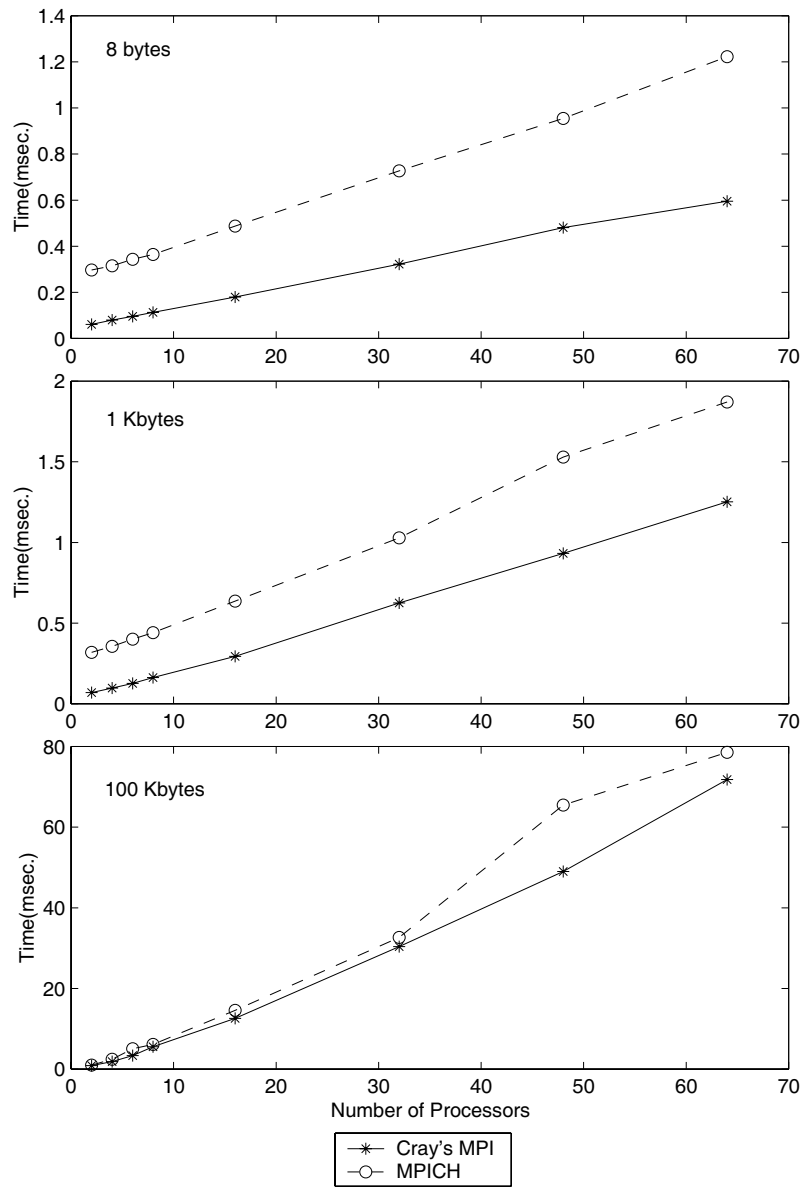 1.4
8 bytes
1.2
1
0.8
0.6
0.4
0.2
0
Time(msec.)
0 10 20 30 40 50 60 70
2
1 Kbytes
1.5
1
0.5
0
Time(msec.)
0 10 20 30 40 50 60 70
80
100 Kbytes
60
40
20
0
Time(msec.)
0 10 20 30 40 50 60 70
Number of Processors
Cray's MPI
MPICH